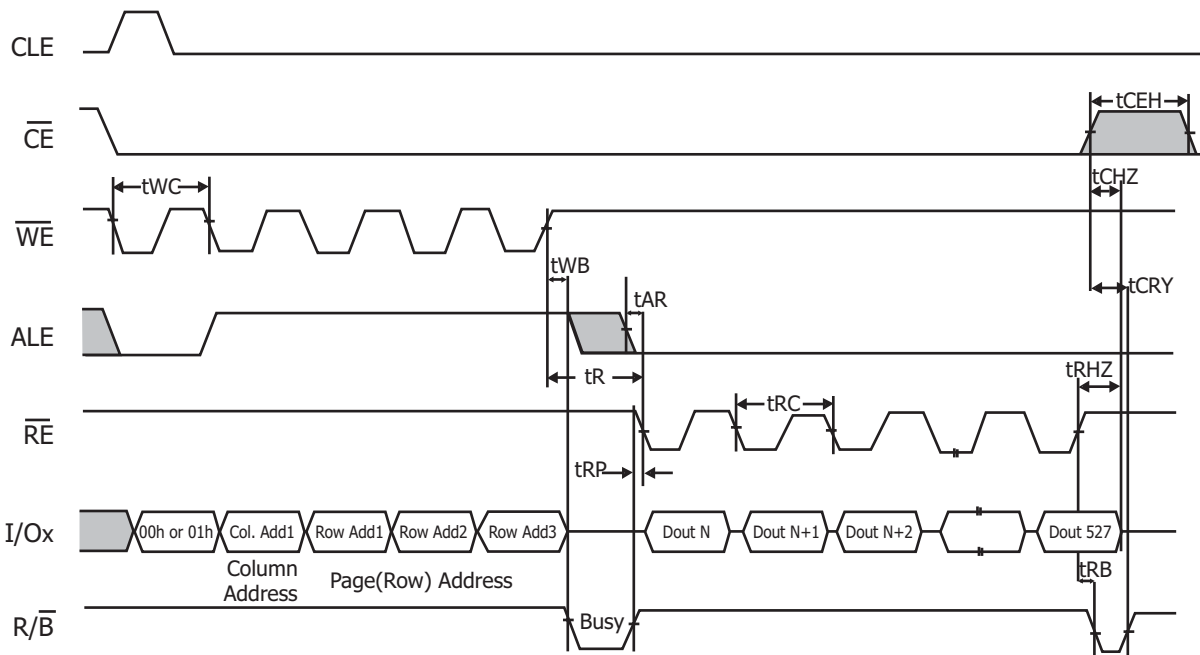 CLE
tCEH
CE
tCHZ
tWC
WE
tWB
tCRY
tAR
ALE
tR
tRHZ
tRC
RE
tRP
I/Ox
00h or 01h
Col. Add1
Row Add1
Row Add2
Row Add3
Dout N
Dout N+1
Dout N+2
Dout 527
Column
Address
Page(Row) Address
tRB
R/B
Busy